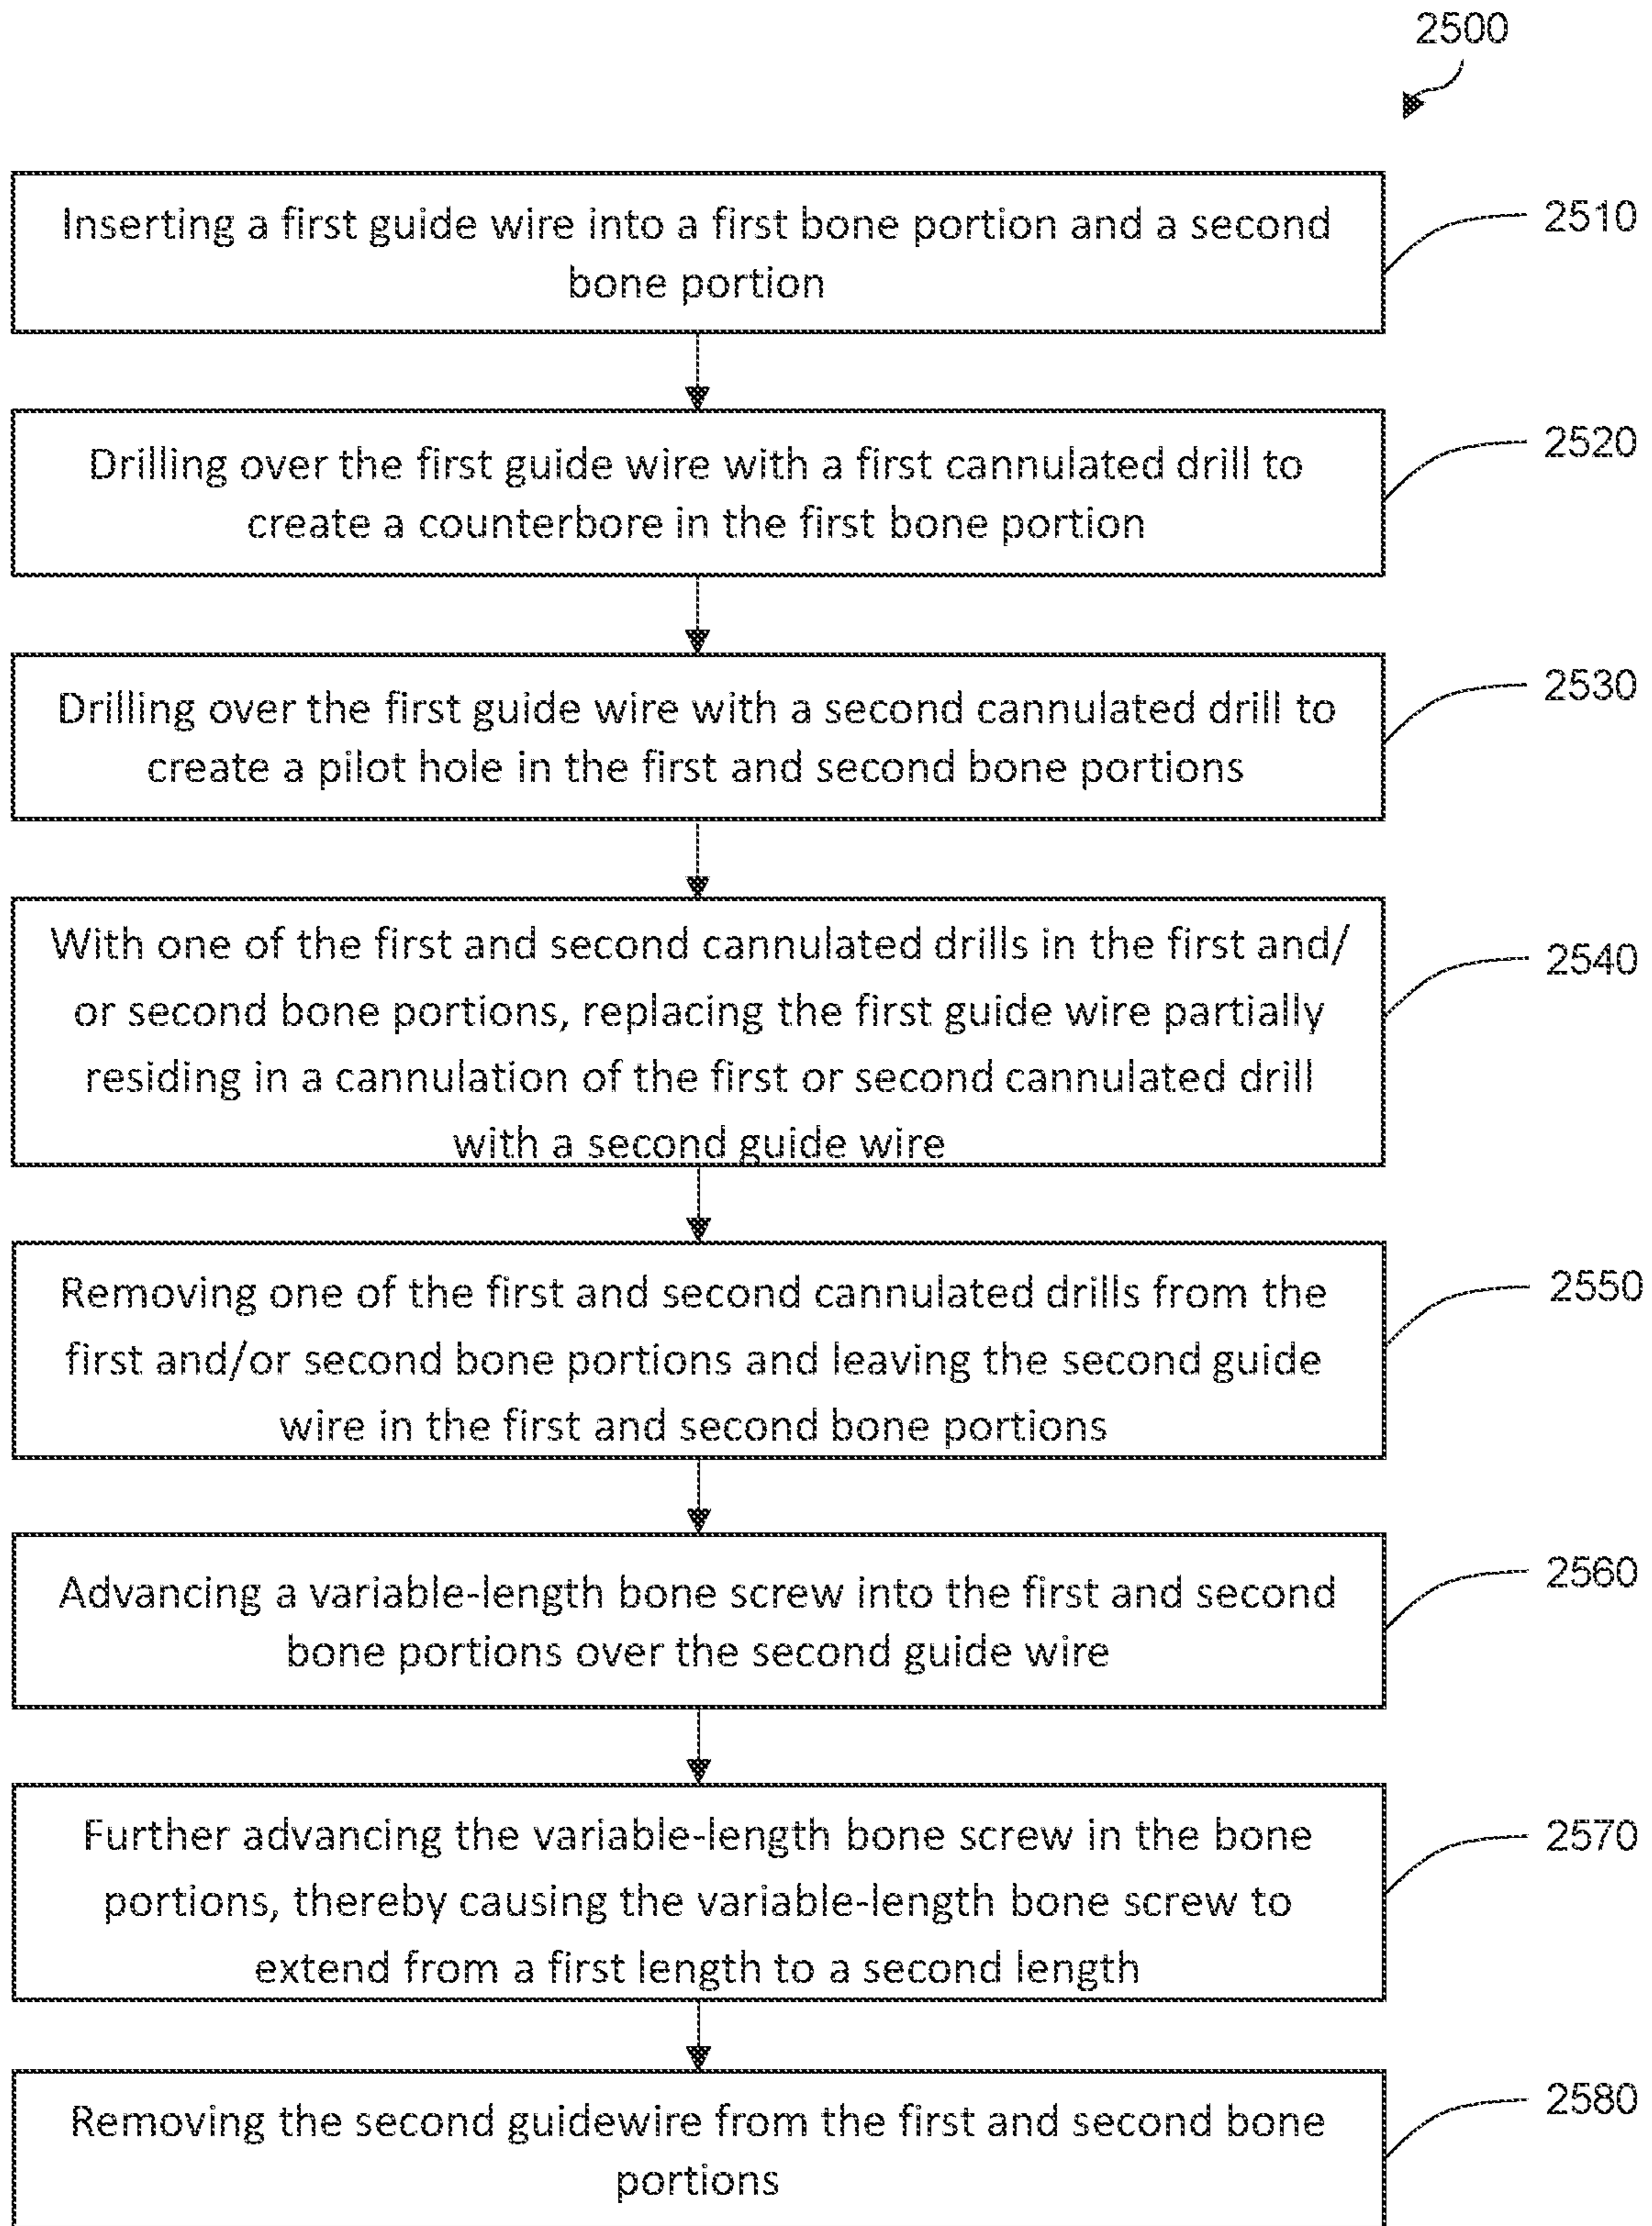 2500
Inserting a first guide wire into a first bone portion and a second
bone portion
2510
Drilling over the first guide wire with a first cannulated drill to
create a counterbore in the first bone portion
2520
Drilling over the first guide wire with a second cannulated drill to
create a pilot hole in the first and second bone portions
2530
With one of the first and second cannulated drills in the first and/
or second bone portions, replacing the first guide wire partially
residing in a cannulation of the first or second cannulated drill
with a second guide wire
2540
Removing one of the first and second cannulated drills from the
first and/or second bone portions and leaving the second guide
wire in the first and second bone portions
2550
Advancing a variable-length bone screw into the first and second
bone portions over the second guide wire
2560
Further advancing the variable-length bone screw in the bone
portions, thereby causing the variable-length bone screw to
extend from a first length to a second length
2570
Removing the second guidewire from the first and second bone
portions
2580